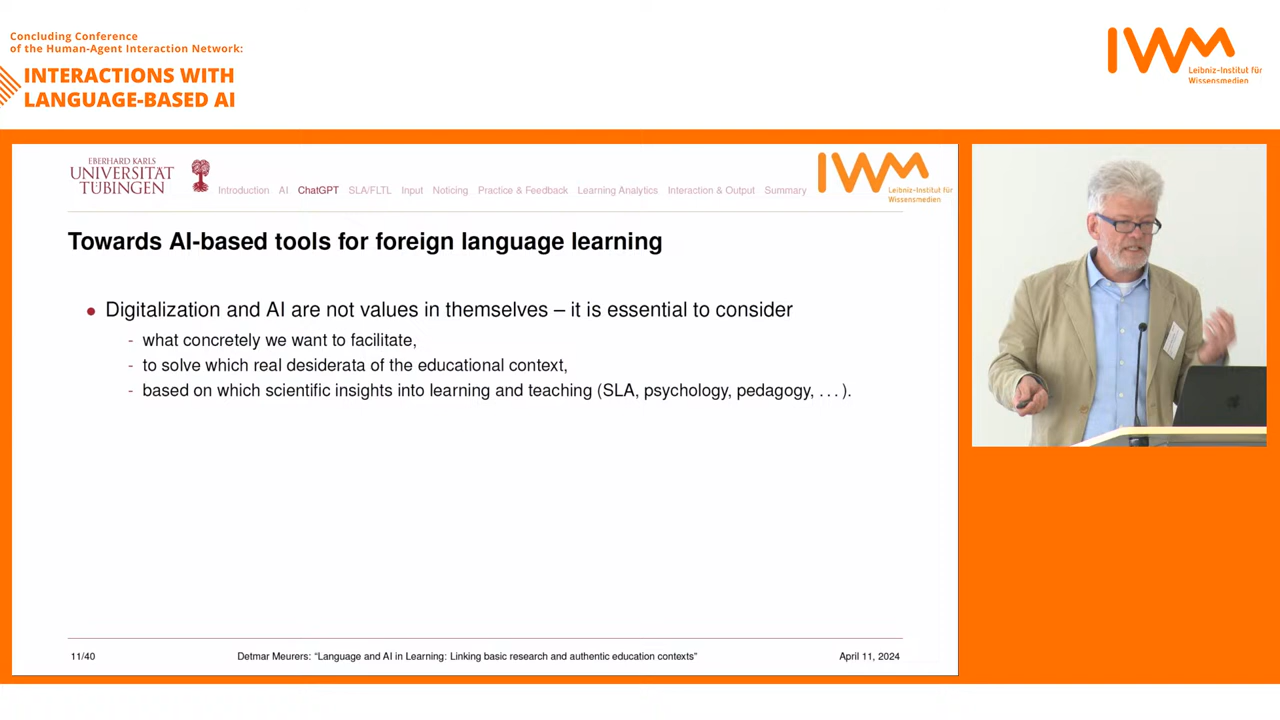 Concluding Conference
of the Human-Agent Interaction Network:
INTERACTIONS WITH
LANGUAGE-BASED AI
IWM
Leibniz-Institut für
Wissensmedien
EBERHARD KARLS
UNIVERSITÄT
TÜBINGEN
Introduction AI ChatGPT SLA/FLTL Input Noticing Practice & Feedback Learning Analytics Interaction & Output Summary
IWM
Leibniz-Institut für
Wissensmedien
Towards AI-based tools for foreign language learning
• Digitalization and AI are not values in themselves – it is essential to consider
- what concretely we want to facilitate,
- to solve which real desiderata of the educational context,
- based on which scientific insights into learning and teaching (SLA, psychology, pedagogy, ...).
11/40 Detmar Meurers: “Language and AI in Learning: Linking basic research and authentic education contexts” April 11, 2024